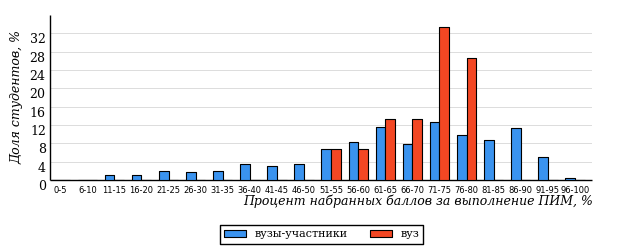 Доля студентов, %
32
28
24
20
16
12
8
4
0
0-5 6-10 11-15 16-20 21-25 26-30 31-35 36-40 41-45 46-50 51-55 56-60 61-65 66-70 71-75 76-80 81-85 86-90 91-95 96-100
Процент набранных баллов за выполнение ПИМ, %
вузы-участники вуз